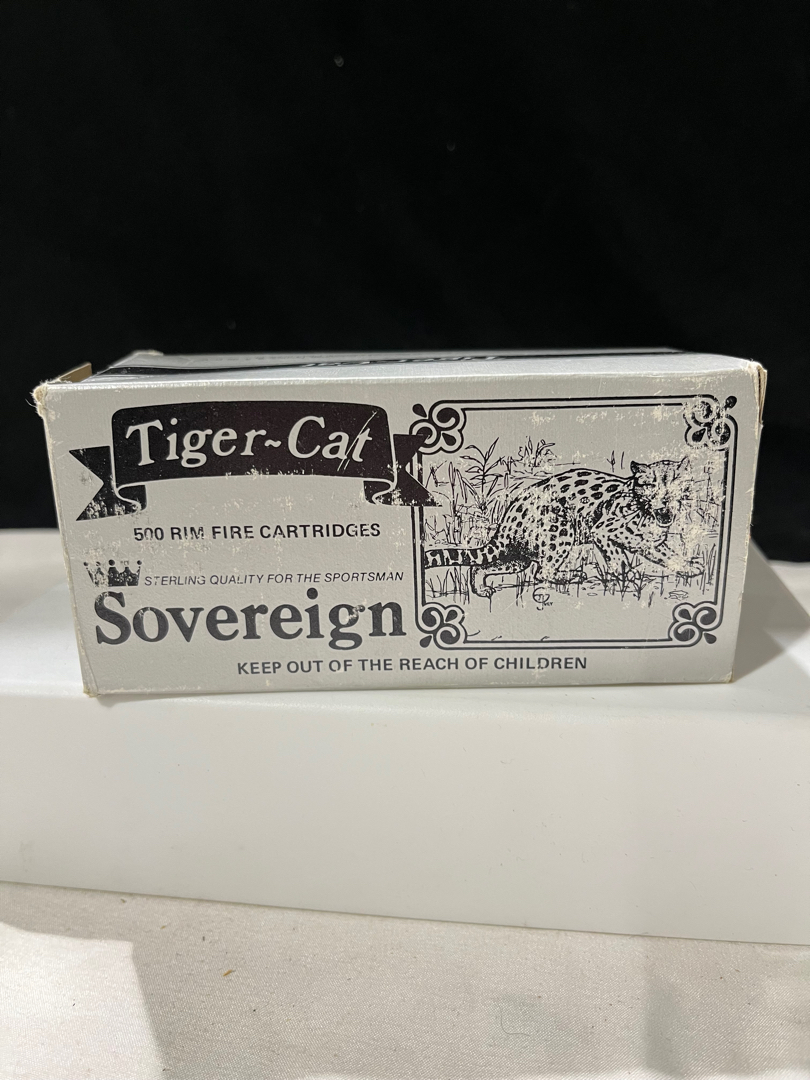 Tiger-Cat
500 RIM FIRE CARTRIDGES
STERLING QUALITY FOR THE SPORTSMAN
Sovereign
KEEP OUT OF THE REACH OF CHILDREN